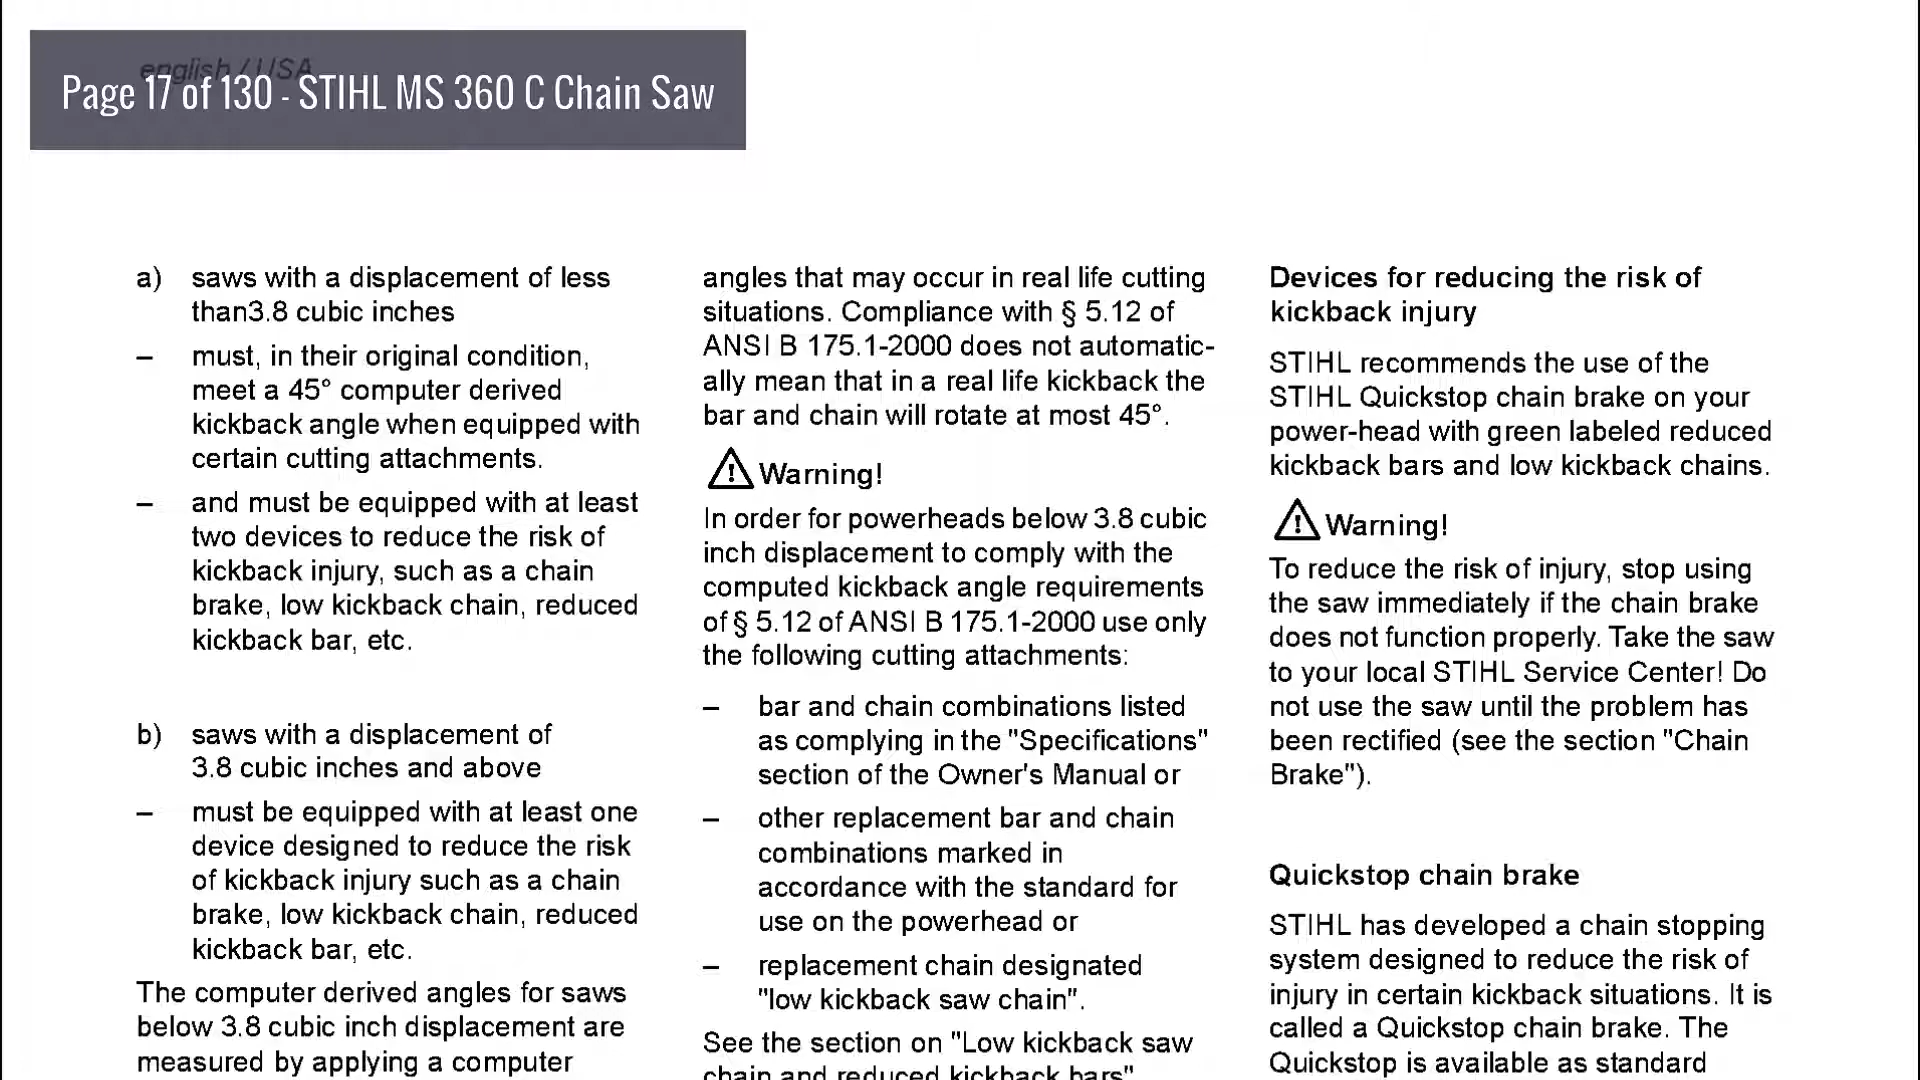 english / USA
Page 17 of 130 - STIHL MS 360 C Chain Saw
a) saws with a displacement of less
than3.8 cubic inches
– must, in their original condition,
meet a 45° computer derived
kickback angle when equipped with
certain cutting attachments.
– and must be equipped with at least
two devices to reduce the risk of
kickback injury, such as a chain
brake, low kickback chain, reduced
kickback bar, etc.
b) saws with a displacement of
3.8 cubic inches and above
– must be equipped with at least one
device designed to reduce the risk
of kickback injury such as a chain
brake, low kickback chain, reduced
kickback bar, etc.
The computer derived angles for saws
below 3.8 cubic inch displacement are
measured by applying a computer
angles that may occur in real life cutting
situations. Compliance with § 5.12 of
ANSI B 175.1-2000 does not automatic-
ally mean that in a real life kickback the
bar and chain will rotate at most 45°.
Warning!
In order for powerheads below 3.8 cubic
inch displacement to comply with the
computed kickback angle requirements
of § 5.12 of ANSI B 175.1-2000 use only
the following cutting attachments:
– bar and chain combinations listed
as complying in the "Specifications"
section of the Owner's Manual or
– other replacement bar and chain
combinations marked in
accordance with the standard for
use on the powerhead or
– replacement chain designated
"low kickback saw chain".
See the section on "Low kickback saw
chain and reduced kickback bars"
Devices for reducing the risk of
kickback injury
STIHL recommends the use of the
STIHL Quickstop chain brake on your
power-head with green labeled reduced
kickback bars and low kickback chains.
Warning!
To reduce the risk of injury, stop using
the saw immediately if the chain brake
does not function properly. Take the saw
to your local STIHL Service Center! Do
not use the saw until the problem has
been rectified (see the section "Chain
Brake").
Quickstop chain brake
STIHL has developed a chain stopping
system designed to reduce the risk of
injury in certain kickback situations. It is
called a Quickstop chain brake. The
Quickstop is available as standard